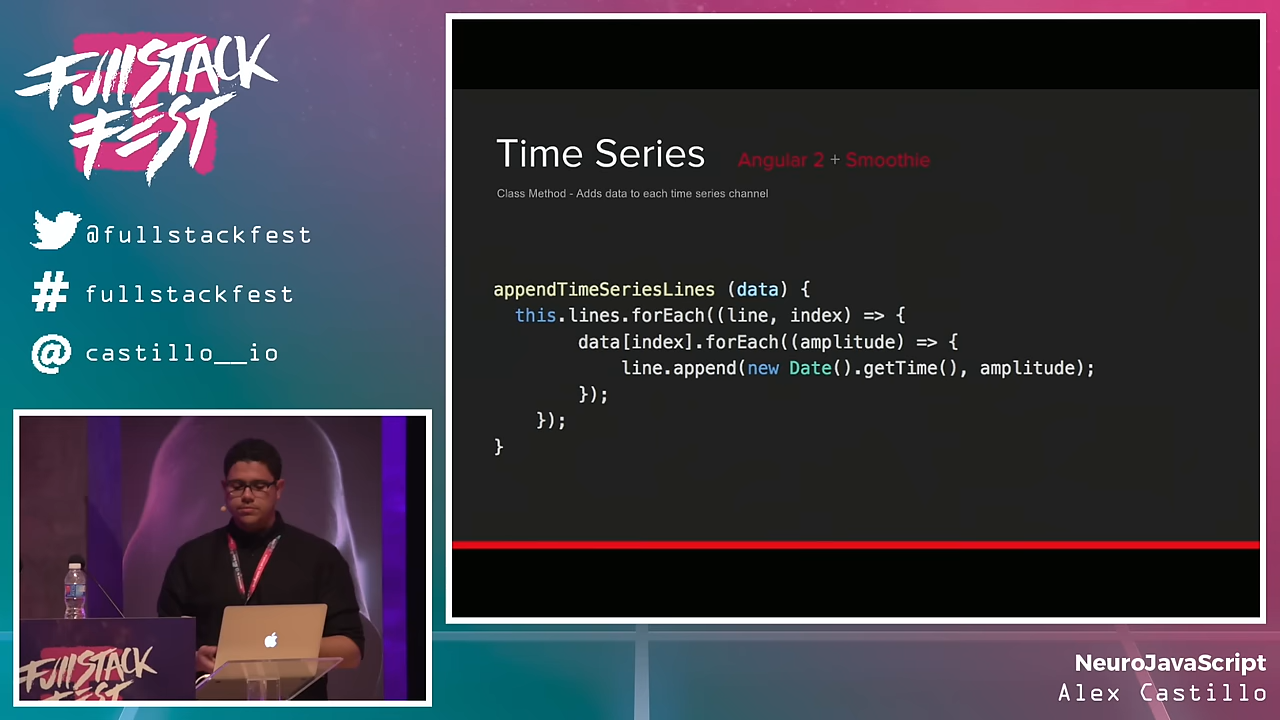 FullSTACK
FEST
@fullstackfest
# fullstackfest
@ castillo__io
Time Series Angular 2 + Smoothie
Class Method - Adds data to each time series channel
appendTimeSeriesLines (data) {
this.lines.forEach((line, index) => {
data[index].forEach((amplitude) => {
line.append(new Date().getTime(), amplitude);
});
});
}
FullSTACK
FEST
NeuroJavaScript
Alex Castillo